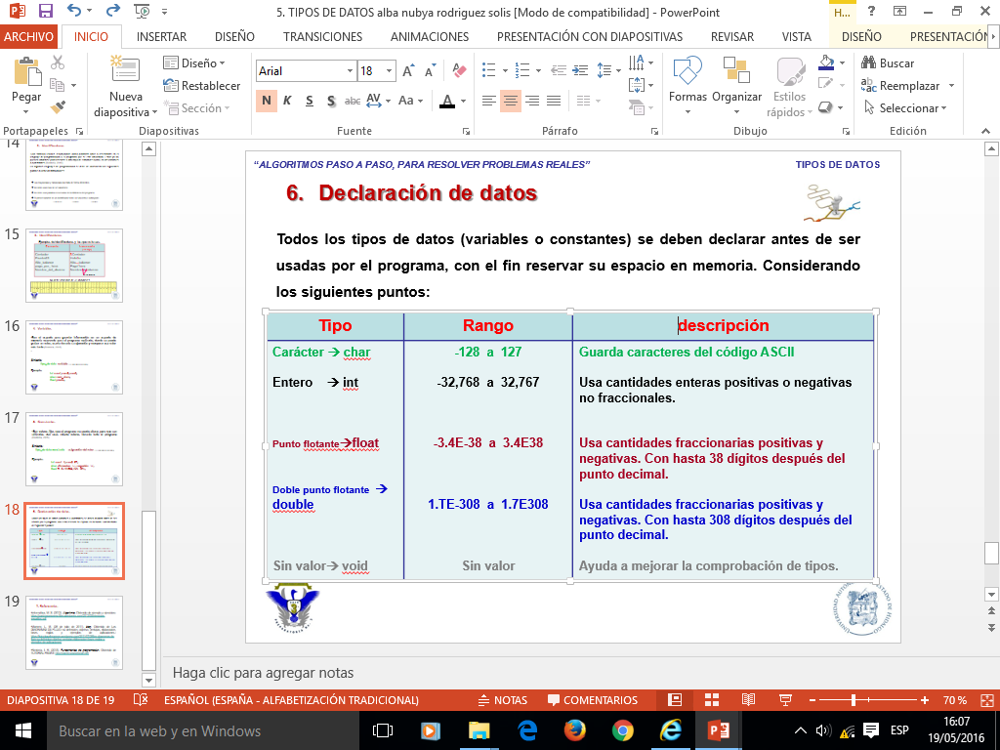 5. TIPOS DE DATOS alba nubya rodriguez solis [Modo de compatibilidad] - PowerPoint
H...
?
ARCHIVO INICIO INSERTAR DISEÑO TRANSICIONES ANIMACIONES PRESENTACIÓN CON DIAPOSITIVAS REVISAR VISTA DISEÑO PRESENTACIÓN
Pegar
Nueva diapositiva
Diseño
Restablecer
Sección
Arial 18
N K S S abc AV Aa A
Formas Organizar Estilos rápidos
Buscar
Reemplazar
Seleccionar
Portapapeles Diapositivas Fuente Párrafo Dibujo Edición
14
15
16
17
18
19
“ALGORITMOS PASO A PASO, PARA RESOLVER PROBLEMAS REALES” TIPOS DE DATOS
6. Declaración de datos
Todos los tipos de datos (variables o constantes) se deben declarar antes de ser
usadas por el programa, con el fin reservar su espacio en memoria. Considerando
los siguientes puntos:
Tipo Rango descripción
Carácter → char -128 a 127 Guarda caracteres del código ASCII
Entero → int -32,768 a 32,767 Usa cantidades enteras positivas o negativas
no fraccionales.
Punto flotante→float -3.4E-38 a 3.4E38 Usa cantidades fraccionarias positivas y
negativas. Con hasta 38 dígitos después del
punto decimal.
Doble punto flotante →
double 1.TE-308 a 1.7E308 Usa cantidades fraccionarias positivas y
negativas. Con hasta 308 dígitos después del
punto decimal.
Sin valor→ void Sin valor Ayuda a mejorar la comprobación de tipos.
Haga clic para agregar notas
DIAPOSITIVA 18 DE 19 ESPAÑOL (ESPAÑA - ALFABETIZACIÓN TRADICIONAL) NOTAS COMENTARIOS 70 %
Buscar en la web y en Windows
ESP
16:07
19/05/2016